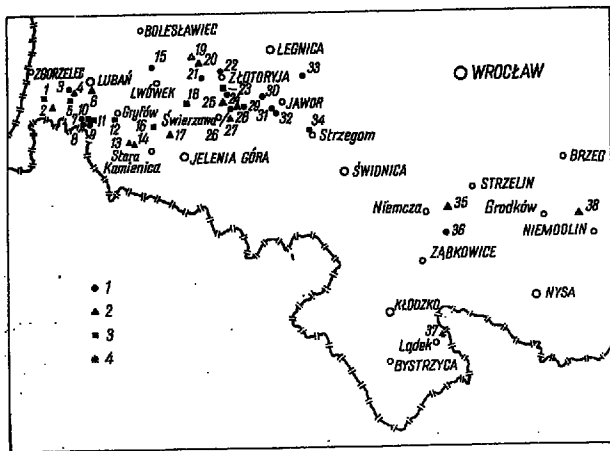 BOLESŁAWIEC
LEGNICA
WROCŁAW
15
19
20
21
22
ZŁOTORYJA
33
ZGORZELEC
LUBAŃ
LWÓWEK
1
2
3
4
5
6
7
8
9
10
11
12
Gryfów
16
18
Świerzawa
23
24
25
26
27
28
29
30
31
32
JAWOR
34
Strzegom
13
14
17
Stara
Kamienica
JELENIA GÓRA
ŚWIDNICA
BRZEG
STRZELIN
Niemcza
35
36
Grodków
38
NIEMODLIN
ZĄBKOWICE
NYSA
KŁODZKO
37
Lądek
BYSTRZYCA
1
2
3
4